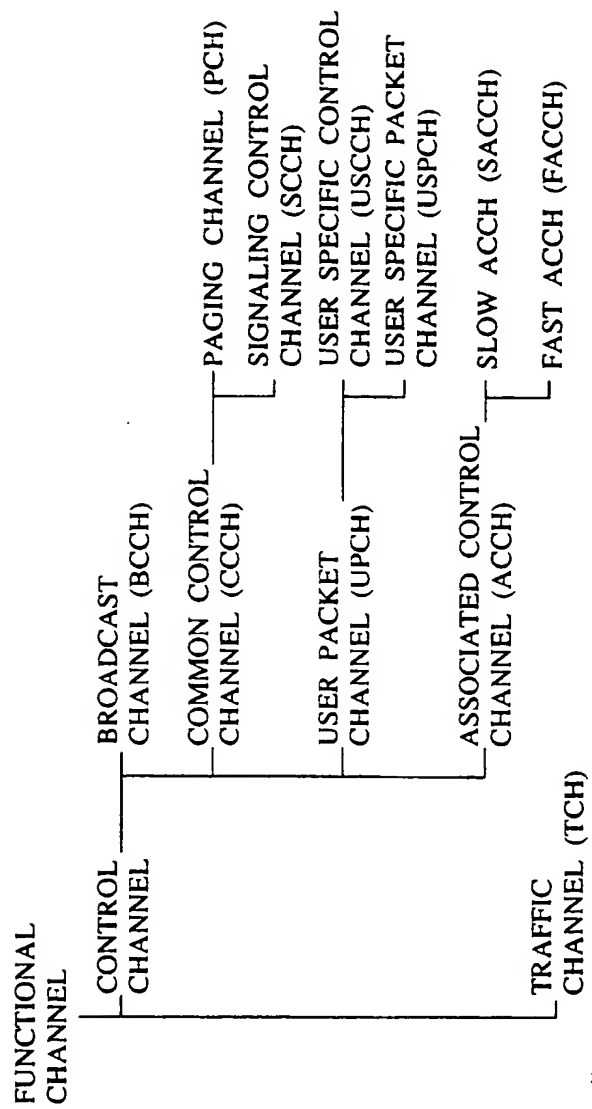 FUNCTIONAL
CHANNEL
CONTROL
CHANNEL
BROADCAST
CHANNEL (BCCH)
COMMON CONTROL
CHANNEL (CCCH)
PAGING CHANNEL (PCH)
SIGNALING CONTROL
CHANNEL (SCCH)
USER PACKET
CHANNEL (UPCH)
USER SPECIFIC CONTROL
CHANNEL (USCCH)
USER SPECIFIC PACKET
CHANNEL (USPCH)
ASSOCIATED CONTROL
CHANNEL (ACCH)
SLOW ACCH (SACCH)
FAST ACCH (FACCH)
TRAFFIC
CHANNEL (TCH)